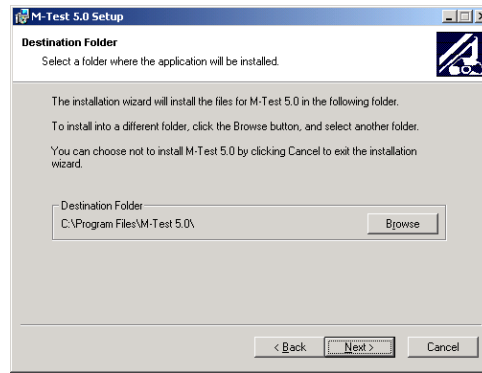 M-Test 5.0 Setup
Destination Folder
Select a folder where the application will be installed.
The installation wizard will install the files for M-Test 5.0 in the following folder.
To install into a different folder, click the Browse button, and select another folder.
You can choose not to install M-Test 5.0 by clicking Cancel to exit the installation
wizard.
Destination Folder
C:\Program Files\M-Test 5.0\
Browse
< Back
Next >
Cancel